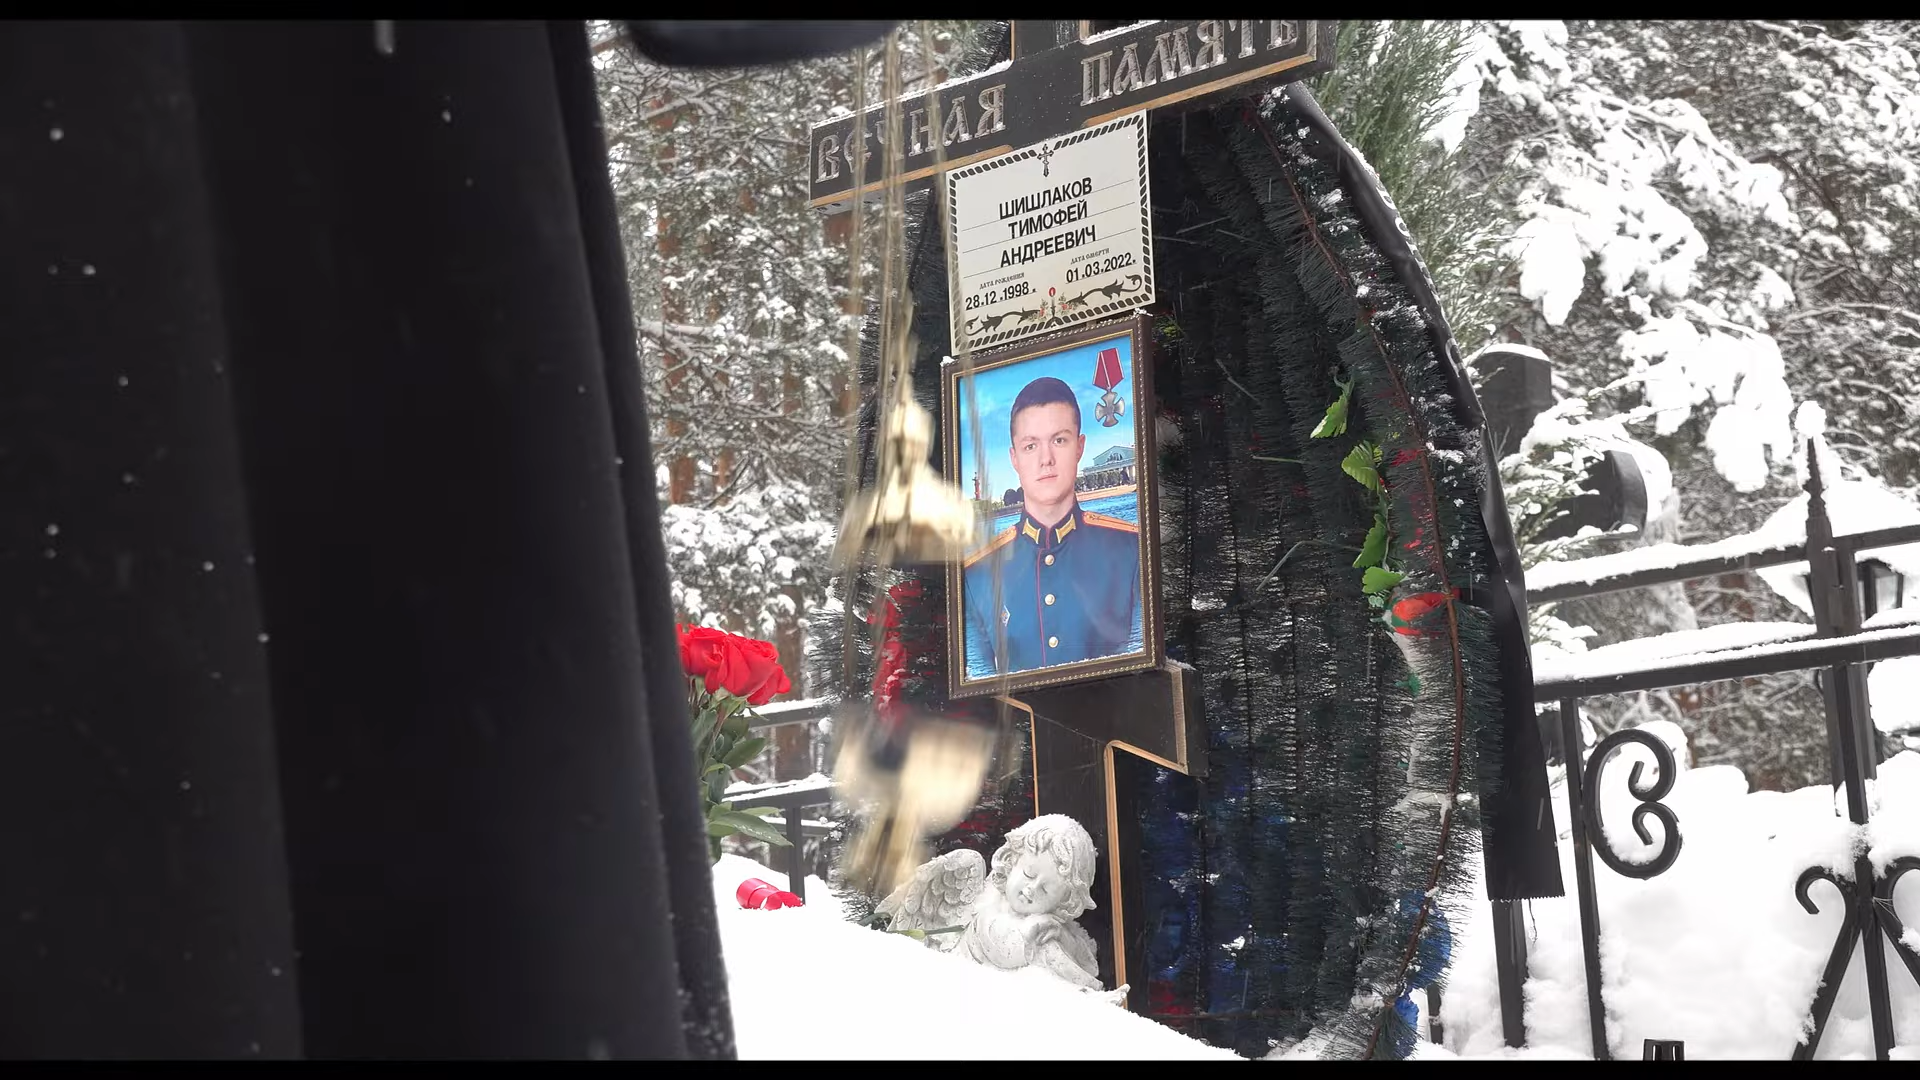 ВЕЧНАЯ ПАМЯТЬ
ШИШЛАКОВ
ТИМОФЕЙ
АНДРЕЕВИЧ
ДАТА РОЖДЕНИЯ ДАТА СМЕРТИ
28.12.1998. 01.03.2022.